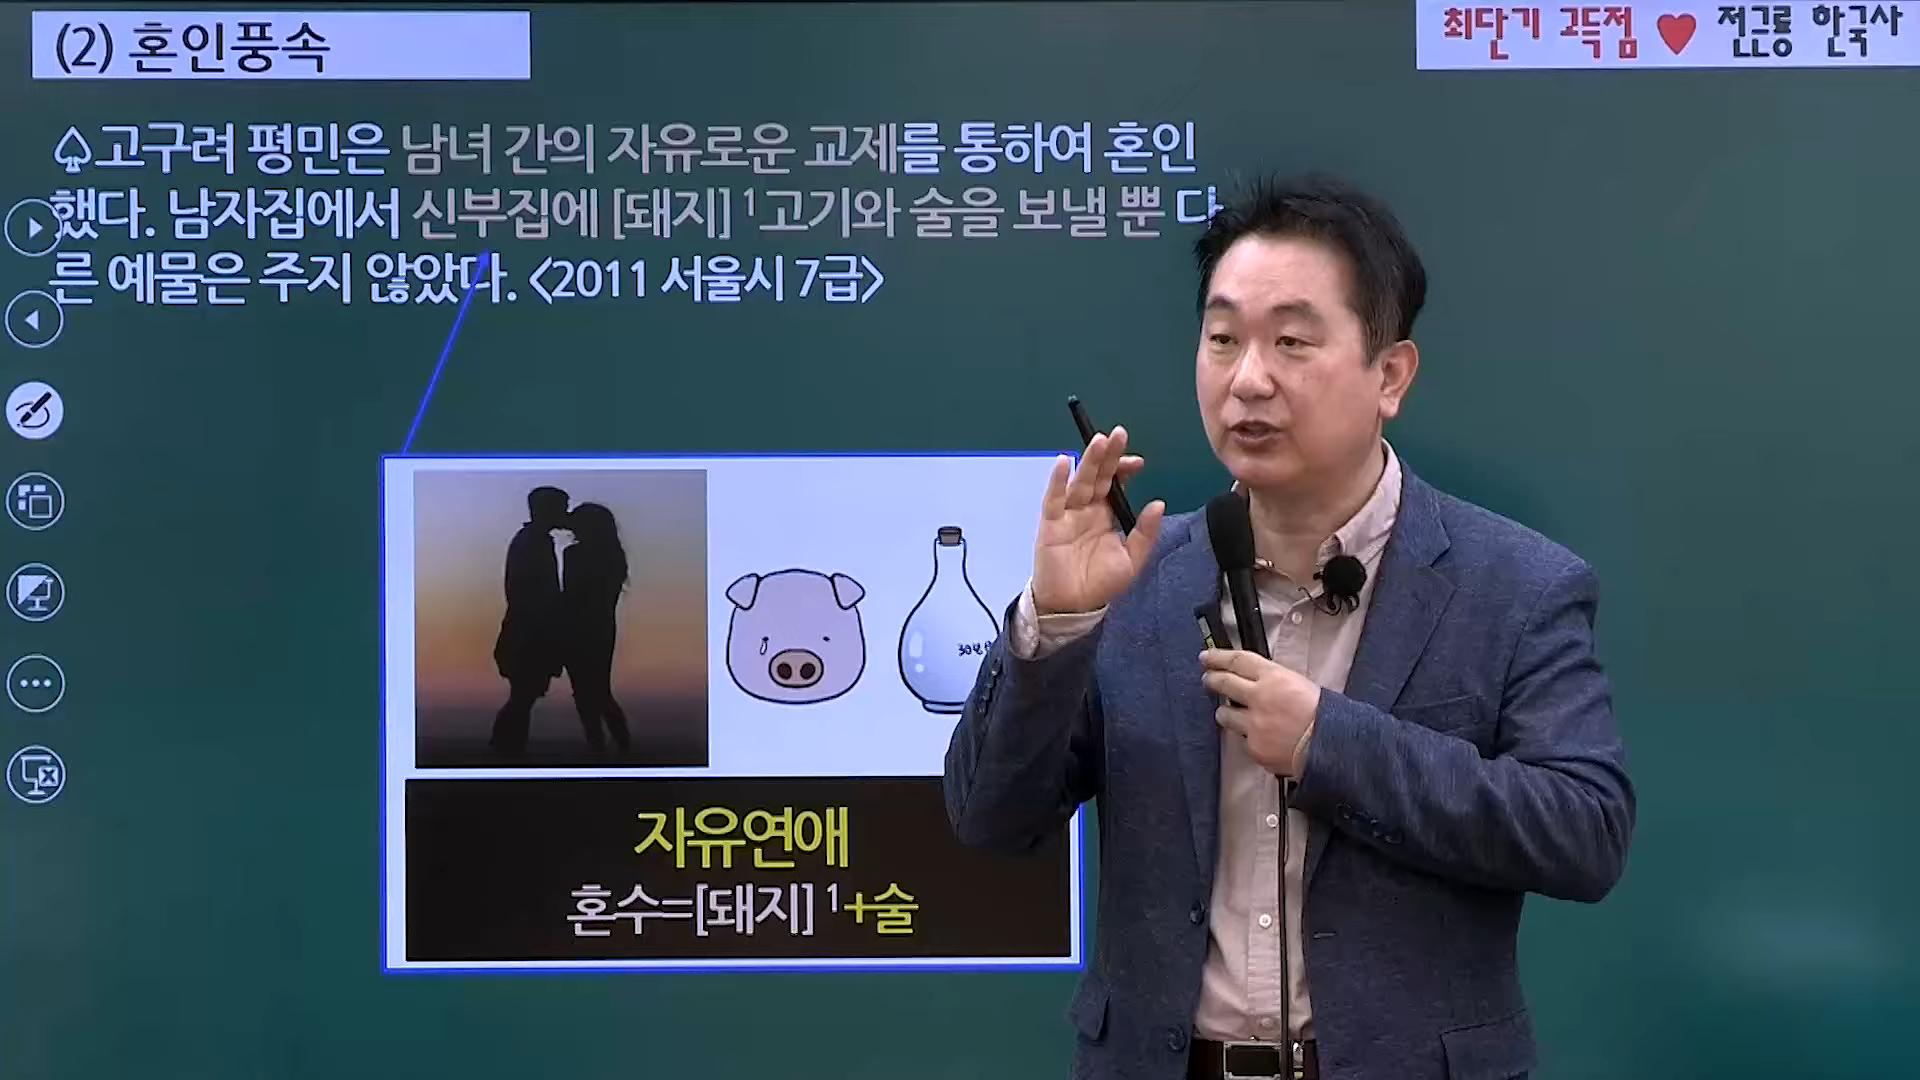 (2) 혼인풍속
최단기 고득점 ♥ 전근룡 한국사
♤고구려 평민은 남녀 간의 자유로운 교제를 통하여 혼인
했다. 남자집에서 신부집에 [돼지]¹고기와 술을 보낼 뿐 다
른 예물은 주지 않았다. <2011 서울시 7급>
자유연애
혼수=[돼지]¹+술